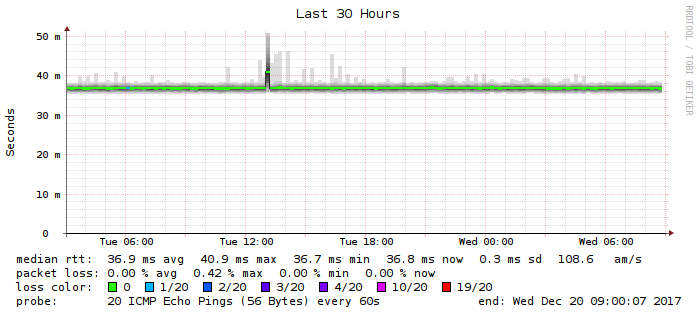 Last 30 Hours
RRDTOOL / TOBI OETIKER
Seconds
50 m
40 m
30 m
20 m
10 m
0
Tue 06:00 Tue 12:00 Tue 18:00 Wed 00:00 Wed 06:00
median rtt: 36.9 ms avg 40.9 ms max 36.7 ms min 36.8 ms now 0.3 ms sd 108.6 am/s
packet loss: 0.00 % avg 0.42 % max 0.00 % min 0.00 % now
loss color: 0 1/20 2/20 3/20 4/20 10/20 19/20
probe: 20 ICMP Echo Pings (56 Bytes) every 60s end: Wed Dec 20 09:00:07 2017